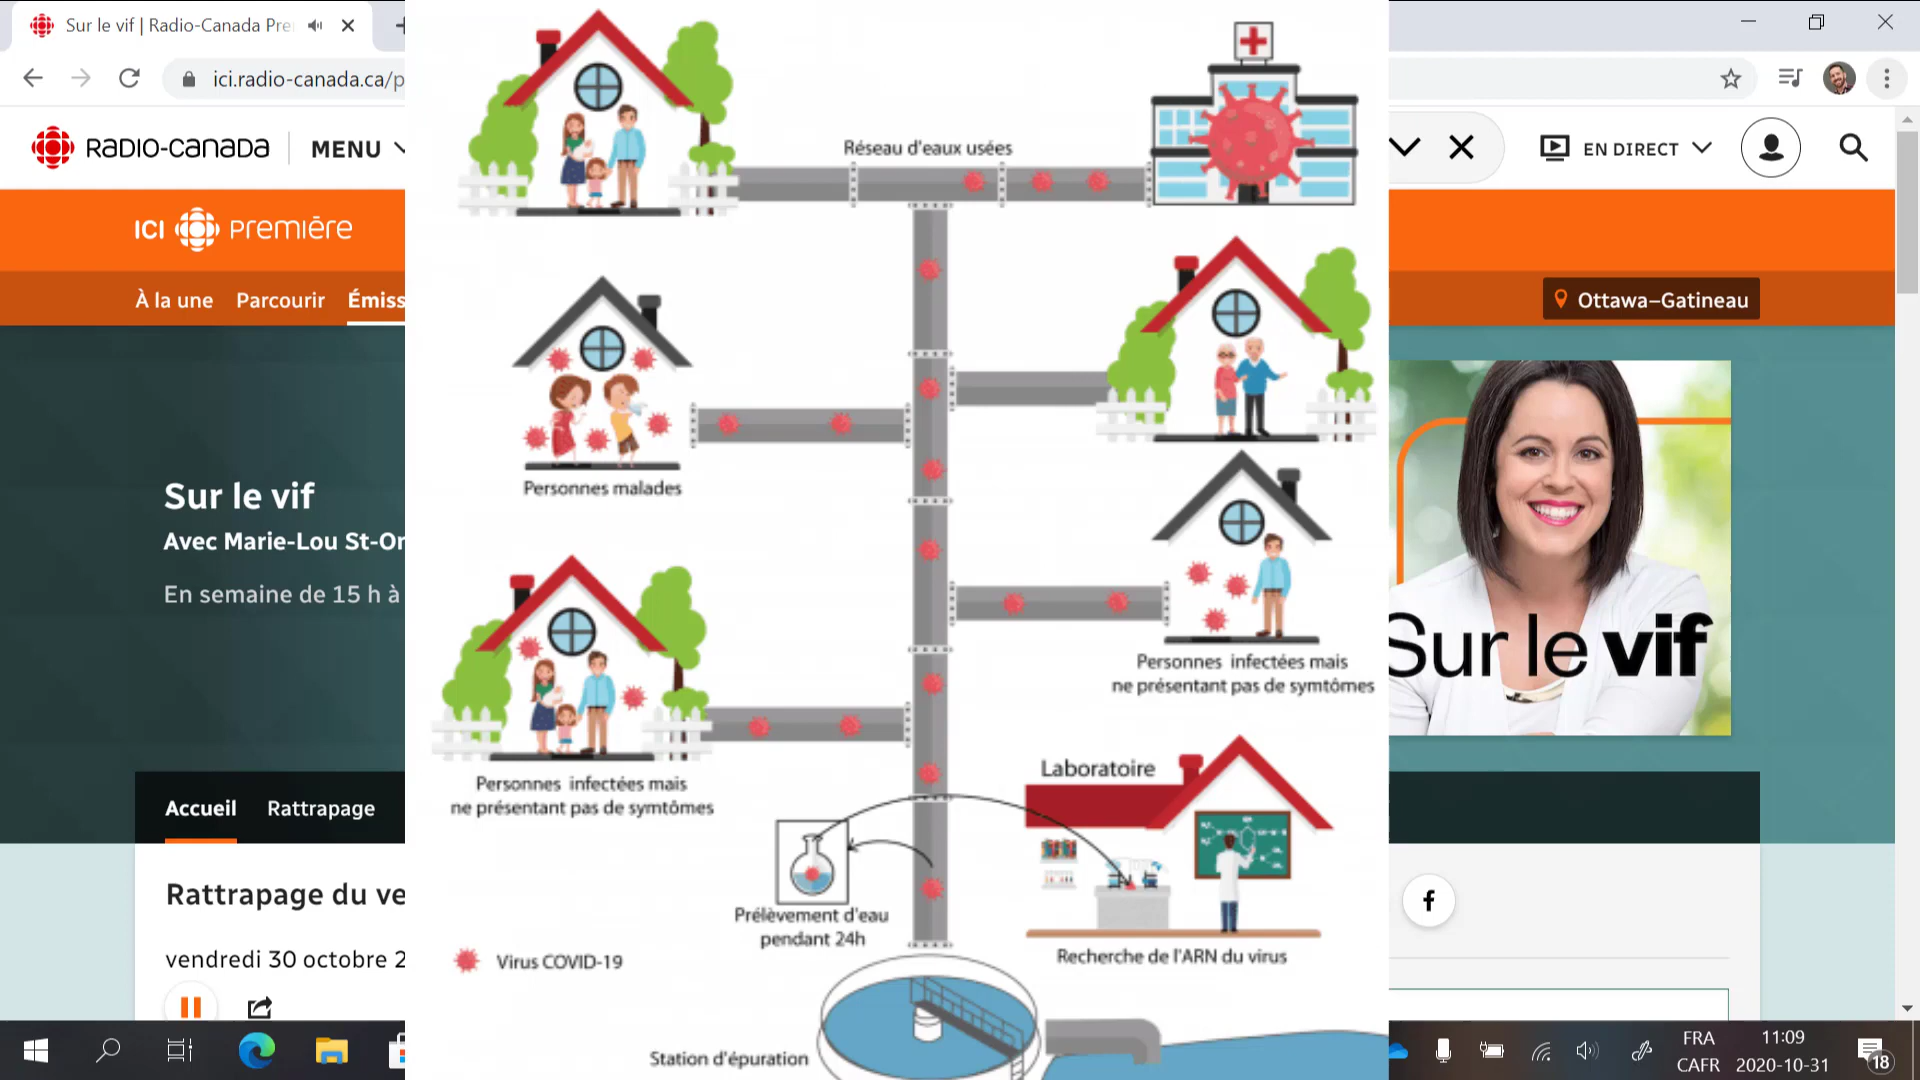 Sur le vif | Radio-Canada Pre
ici.radio-canada.ca/p
RADIO-CANADA
MENU
EN DIRECT
ICI PREMIÈRE
À la une Parcourir Émiss
Ottawa–Gatineau
Sur le vif
Avec Marie-Lou St-On
En semaine de 15 h à
Accueil Rattrapage
Rattrapage du ve
vendredi 30 octobre 2
Réseau d'eaux usées
Personnes malades
Personnes infectées mais
ne présentant pas de symtômes
Personnes infectées mais
ne présentant pas de symtômes
Laboratoire
Prélèvement d'eau
pendant 24h
Recherche de l'ARN du virus
Virus COVID-19
Station d'épuration
Sur le vif
FRA
CAFR
11:09
2020-10-31
18